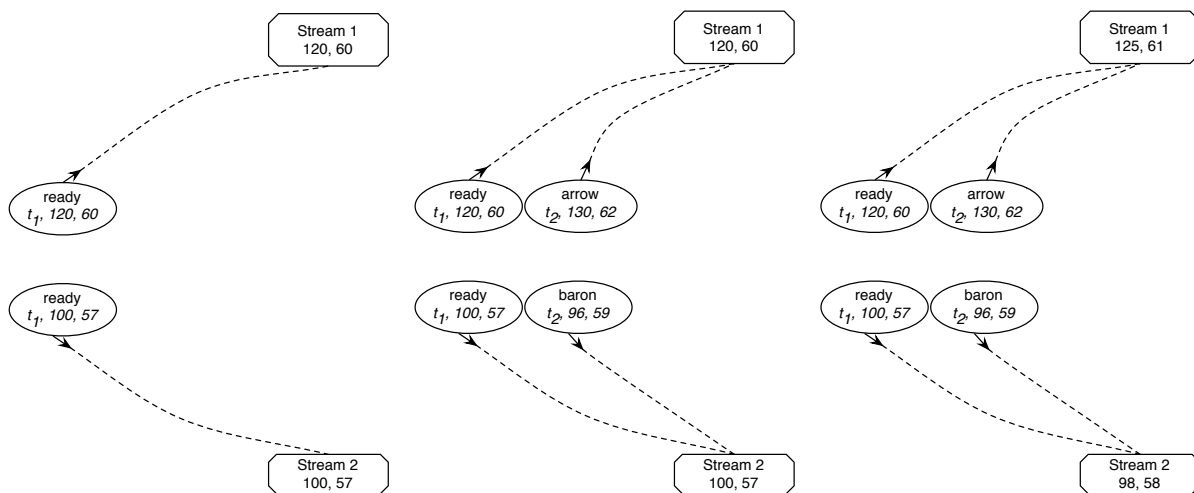 Stream 1
120, 60
Stream 1
120, 60
Stream 1
125, 61
ready
t1, 120, 60
ready
t1, 120, 60
arrow
t2, 130, 62
ready
t1, 120, 60
arrow
t2, 130, 62
ready
t1, 100, 57
ready
t1, 100, 57
baron
t2, 96, 59
ready
t1, 100, 57
baron
t2, 96, 59
Stream 2
100, 57
Stream 2
100, 57
Stream 2
98, 58